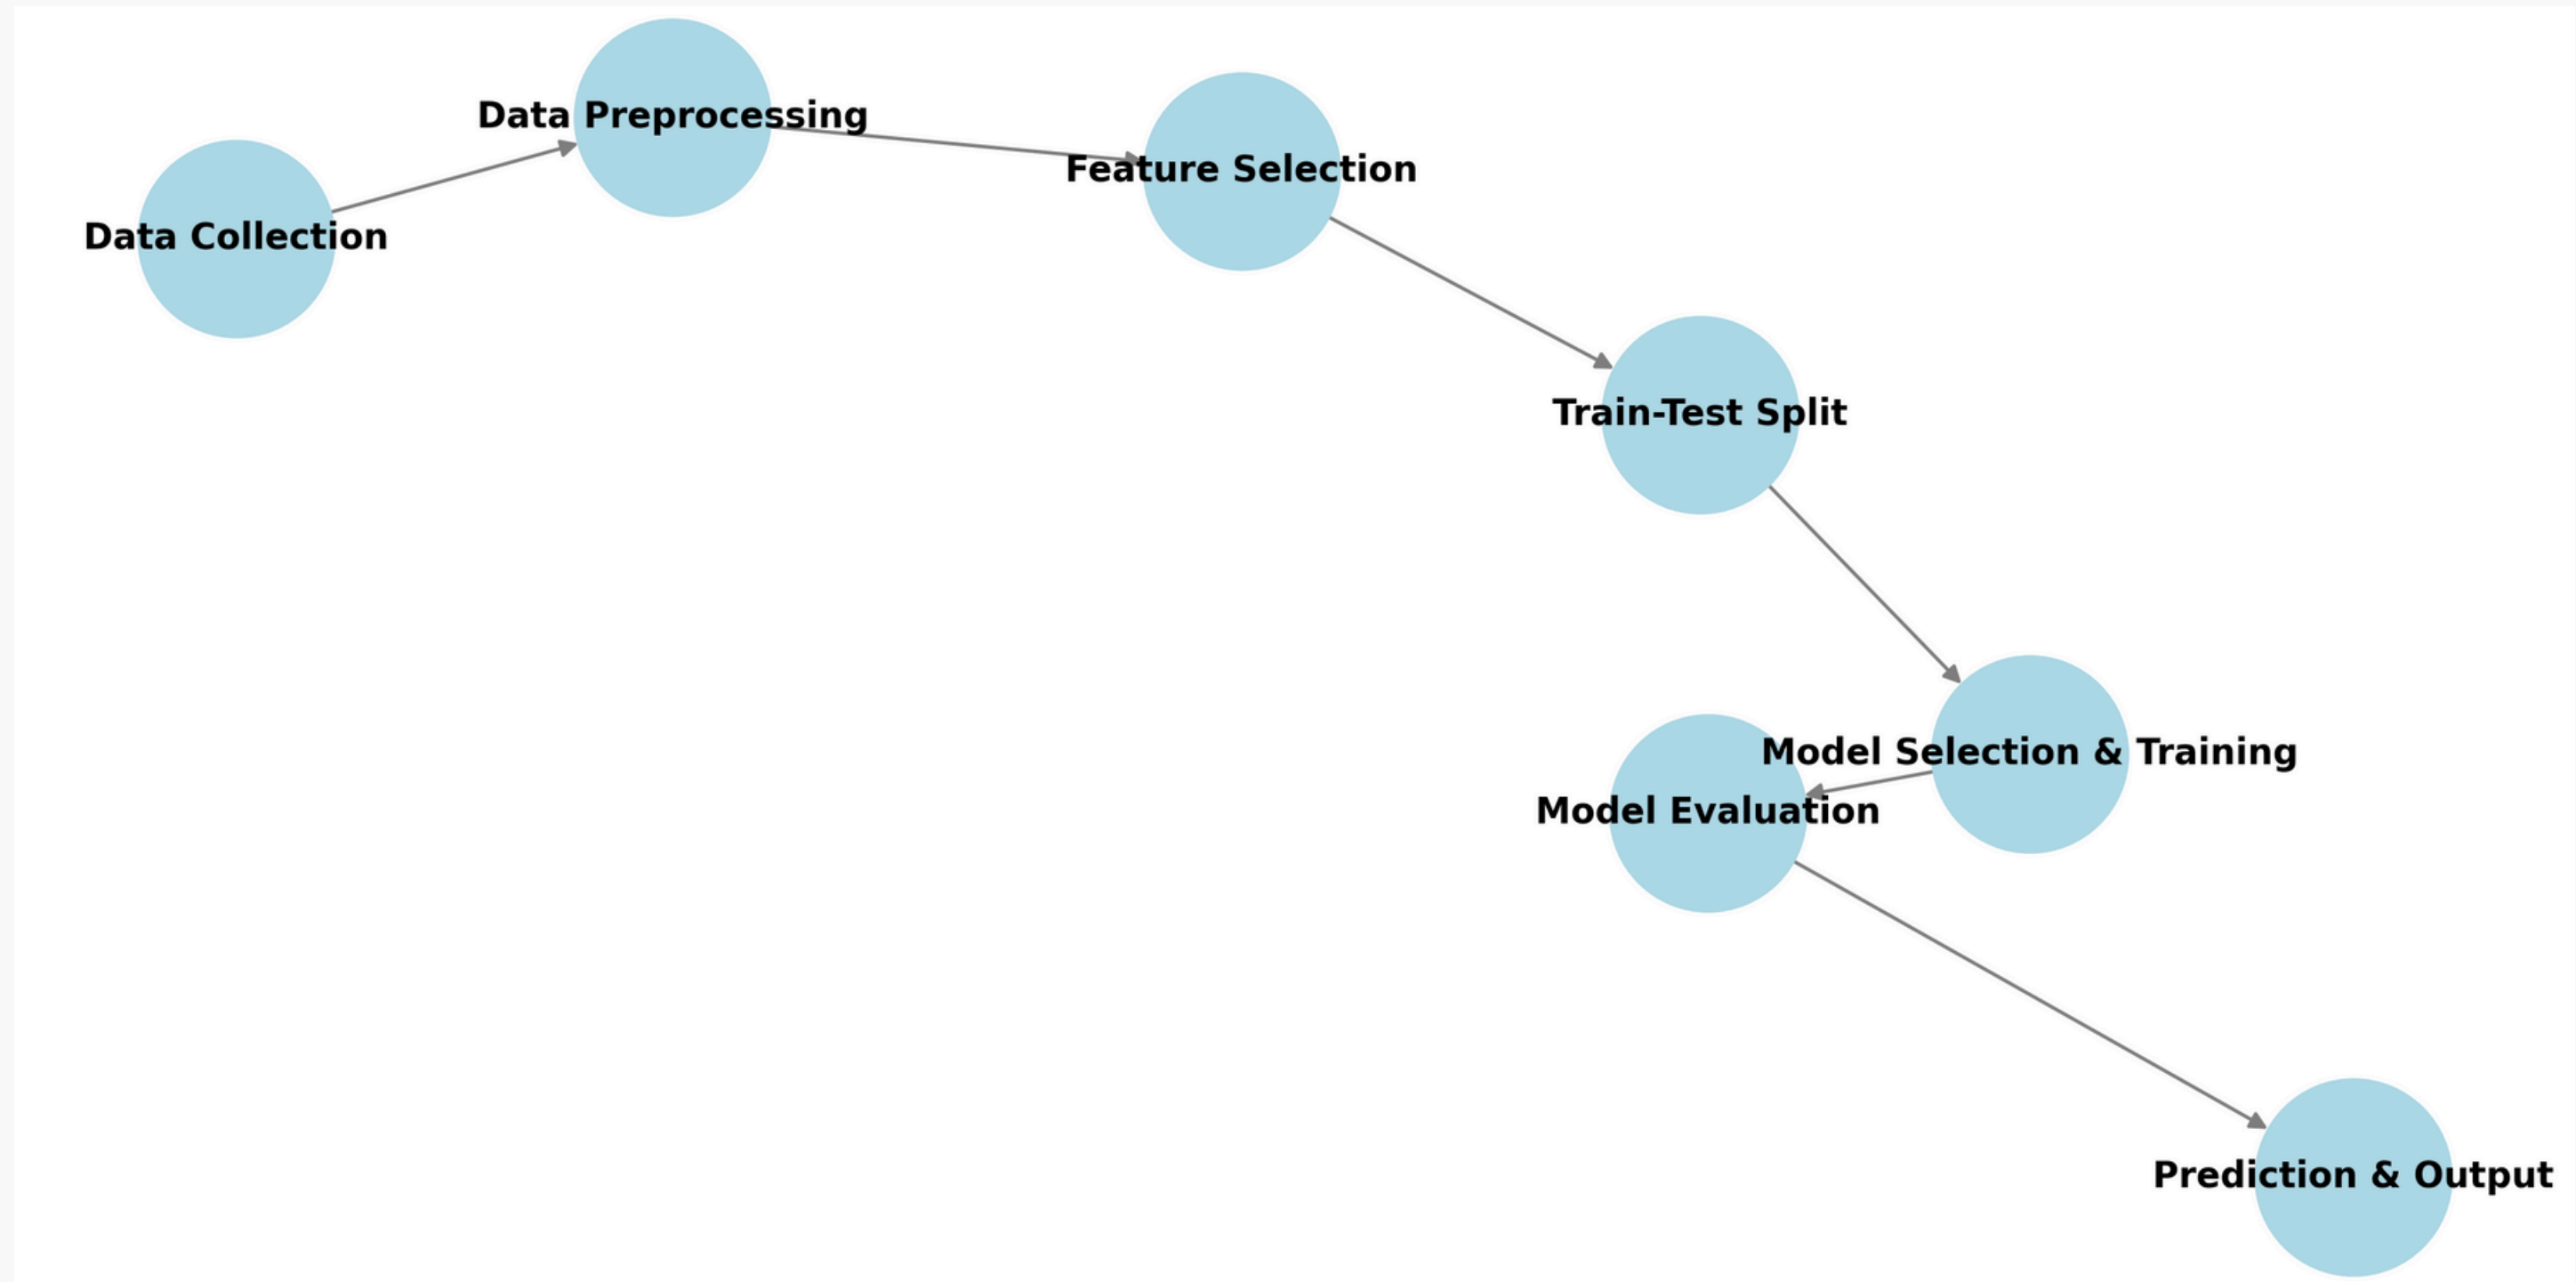 Data Collection
Data Preprocessing
Feature Selection
Train-Test Split
Model Selection & Training
Model Evaluation
Prediction & Output